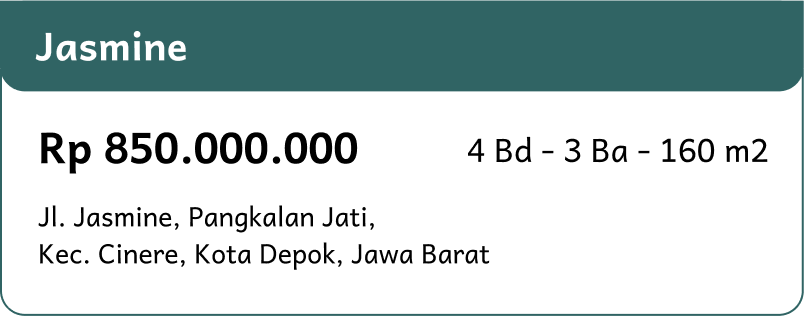 Jasmine
Rp 850.000.000
4 Bd - 3 Ba - 160 m2
Jl. Jasmine, Pangkalan Jati,
Kec. Cinere, Kota Depok, Jawa Barat